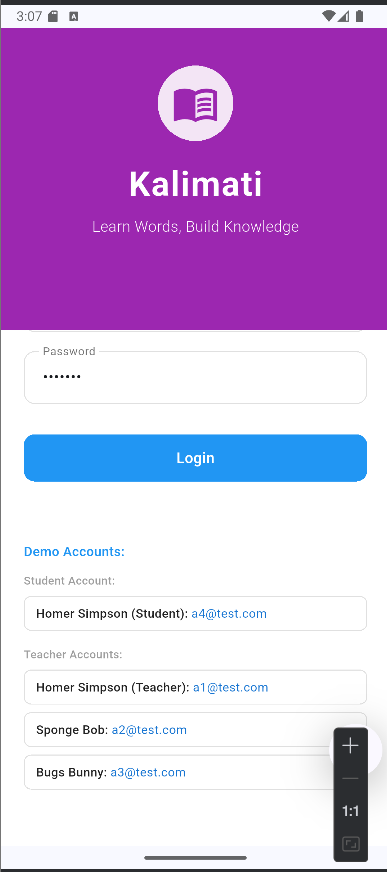 3:07
A
Kalimati
Learn Words, Build Knowledge
Password
•••••••
Login
Demo Accounts:
Student Account:
Homer Simpson (Student): a4@test.com
Teacher Accounts:
Homer Simpson (Teacher): a1@test.com
Sponge Bob: a2@test.com
Bugs Bunny: a3@test.com
1:1